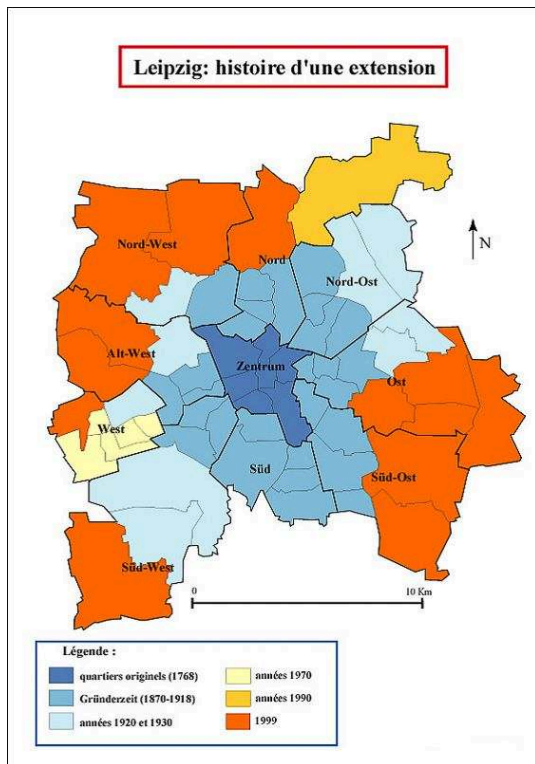 Leipzig: histoire d'une extension
N
Nord-West
Nord
Nord-Ost
Alt-West
Zentrum
Ost
West
Süd
Süd-Ost
Süd-West
0 10 Km
Légende :
quartiers originels (1768)
Gründerzeit (1870-1918)
années 1920 et 1930
années 1970
années 1990
1999